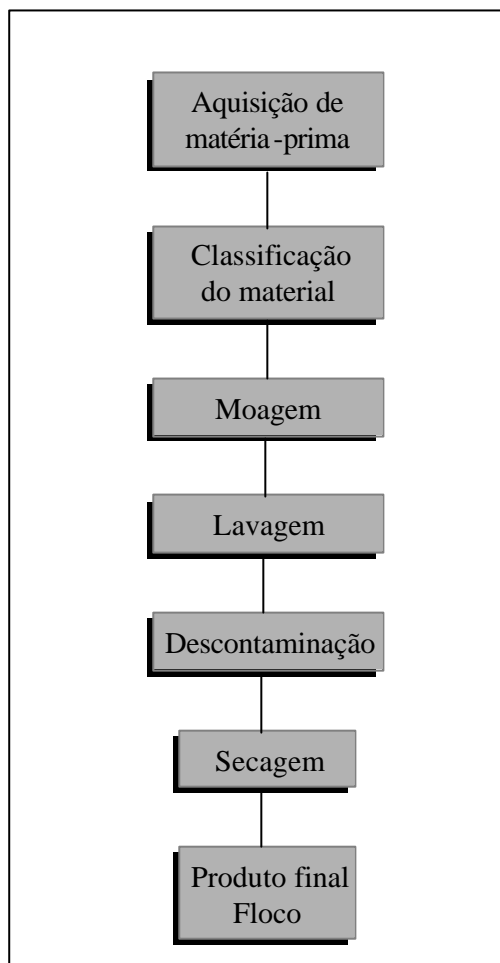 Aquisição de
matéria-prima
Classificação
do material
Moagem
Lavagem
Descontaminação
Secagem
Produto final
Floco